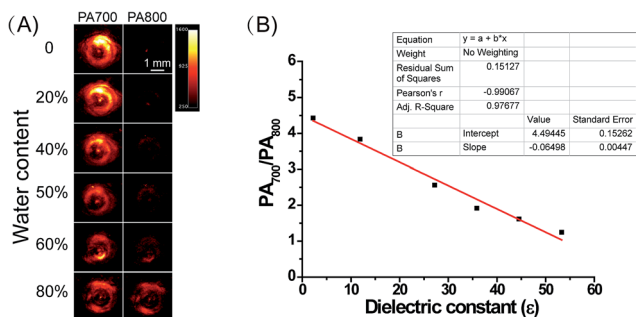 (A)
PA700 PA800
Water content
0
20%
40%
50%
60%
80%
1 mm
1600
250
(B)
PA700/PA800
6
5
4
3
2
1
0
0 10 20 30 40 50 60
Dielectric constant (ε)
Equation y = a + b*x
Weight No Weighting
Residual Sum of Squares 0.15127
Pearson's r -0.99067
Adj. R-Square 0.97677
Value Standard Error
B Intercept 4.49445 0.15262
B Slope -0.06498 0.00447